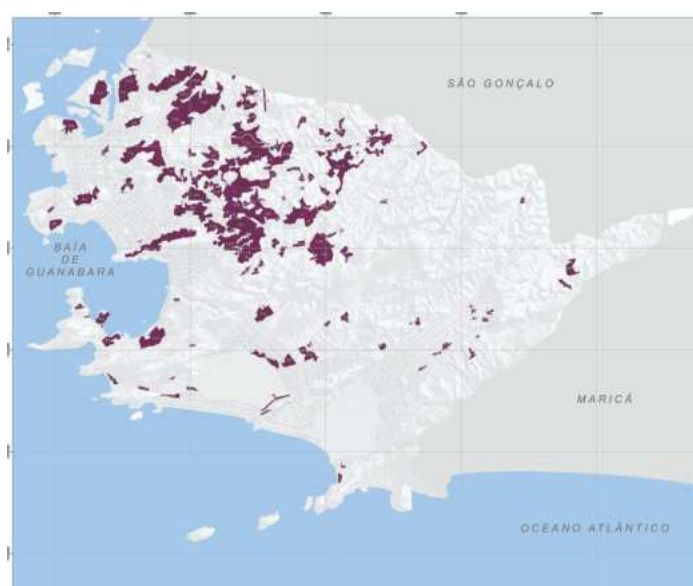 SÃO GONÇALO
BAÍA
DE
GUANABARA
MARICÁ
OCEANO ATLÂNTICO